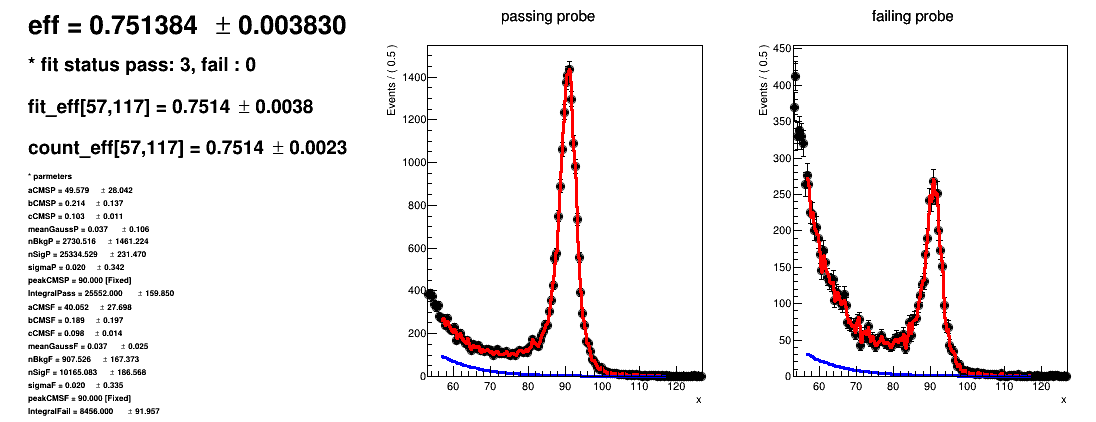 eff = 0.751384 ± 0.003830
* fit status pass: 3, fail : 0
fit_eff[57,117] = 0.7514 ± 0.0038
count_eff[57,117] = 0.7514 ± 0.0023
* parmeters
aCMSP = 49.579 ± 28.042
bCMSP = 0.214 ± 0.137
cCMSP = 0.103 ± 0.011
meanGaussP = 0.037 ± 0.106
nBkgP = 2730.516 ± 1461.224
nSigP = 25334.529 ± 231.470
sigmaP = 0.020 ± 0.342
peakCMSP = 90.000 [Fixed]
IntegralPass = 25552.000 ± 159.850
aCMSF = 40.052 ± 27.698
bCMSF = 0.189 ± 0.197
cCMSF = 0.098 ± 0.014
meanGaussF = 0.037 ± 0.025
nBkgF = 907.526 ± 167.373
nSigF = 10165.083 ± 186.568
sigmaF = 0.020 ± 0.335
peakCMSF = 90.000 [Fixed]
IntegralFail = 8456.000 ± 91.957
passing probe
Events / ( 0.5 )
1400
1200
1000
800
600
400
200
0
60 70 80 90 100 110 120
x
failing probe
Events / ( 0.5 )
450
400
350
300
250
200
150
100
50
0
60 70 80 90 100 110 120
x